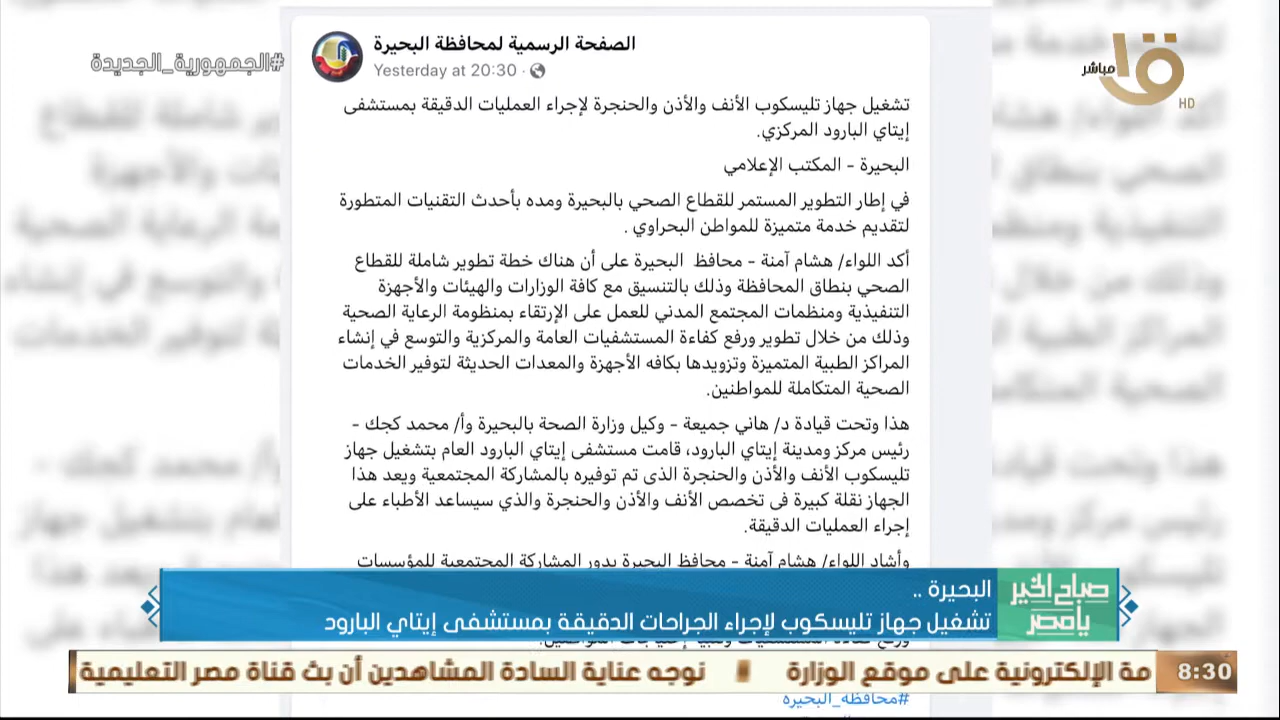 #الجمهورية_الجديدة
مباشر
HD
الصفحة الرسمية لمحافظة البحيرة
Yesterday at 20:30
تشغيل جهاز تليسكوب الأنف والأذن والحنجرة لإجراء العمليات الدقيقة بمستشفى
إيتاي البارود المركزي.
البحيرة - المكتب الإعلامي
في إطار التطوير المستمر للقطاع الصحي بالبحيرة ومده بأحدث التقنيات المتطورة
لتقديم خدمة متميزة للمواطن البحراوي .
أكد اللواء/ هشام آمنة - محافظ البحيرة على أن هناك خطة تطوير شاملة للقطاع
الصحي بنطاق المحافظة وذلك بالتنسيق مع كافة الوزارات والهيئات والأجهزة
التنفيذية ومنظمات المجتمع المدني للعمل على الإرتقاء بمنظومة الرعاية الصحية
وذلك من خلال تطوير ورفع كفاءة المستشفيات العامة والمركزية والتوسع في إنشاء
المراكز الطبية المتميزة وتزويدها بكافه الأجهزة والمعدات الحديثة لتوفير الخدمات
الصحية المتكاملة للمواطنين.
هذا وتحت قيادة د/ هاني جميعة - وكيل وزارة الصحة بالبحيرة وأ/ محمد كجك -
رئيس مركز ومدينة إيتاي البارود، قامت مستشفى إيتاي البارود العام بتشغيل جهاز
تليسكوب الأنف والأذن والحنجرة الذى تم توفيره بالمشاركة المجتمعية ويعد هذا
الجهاز نقلة كبيرة فى تخصص الأنف والأذن والحنجرة والذي سيساعد الأطباء على
إجراء العمليات الدقيقة.
وأشاد اللواء/ هشام آمنة - محافظ البحيرة بدور المشاركة المجتمعية للمؤسسات
صباح الخير
يا مصر
البحيرة ..
تشغيل جهاز تليسكوب لإجراء الجراحات الدقيقة بمستشفى إيتاي البارود
8:30
مة الإلكترونية على موقع الوزارة
نوجه عناية السادة المشاهدين أن بث قناة مصر التعليمية
#محافظة_البحيرة